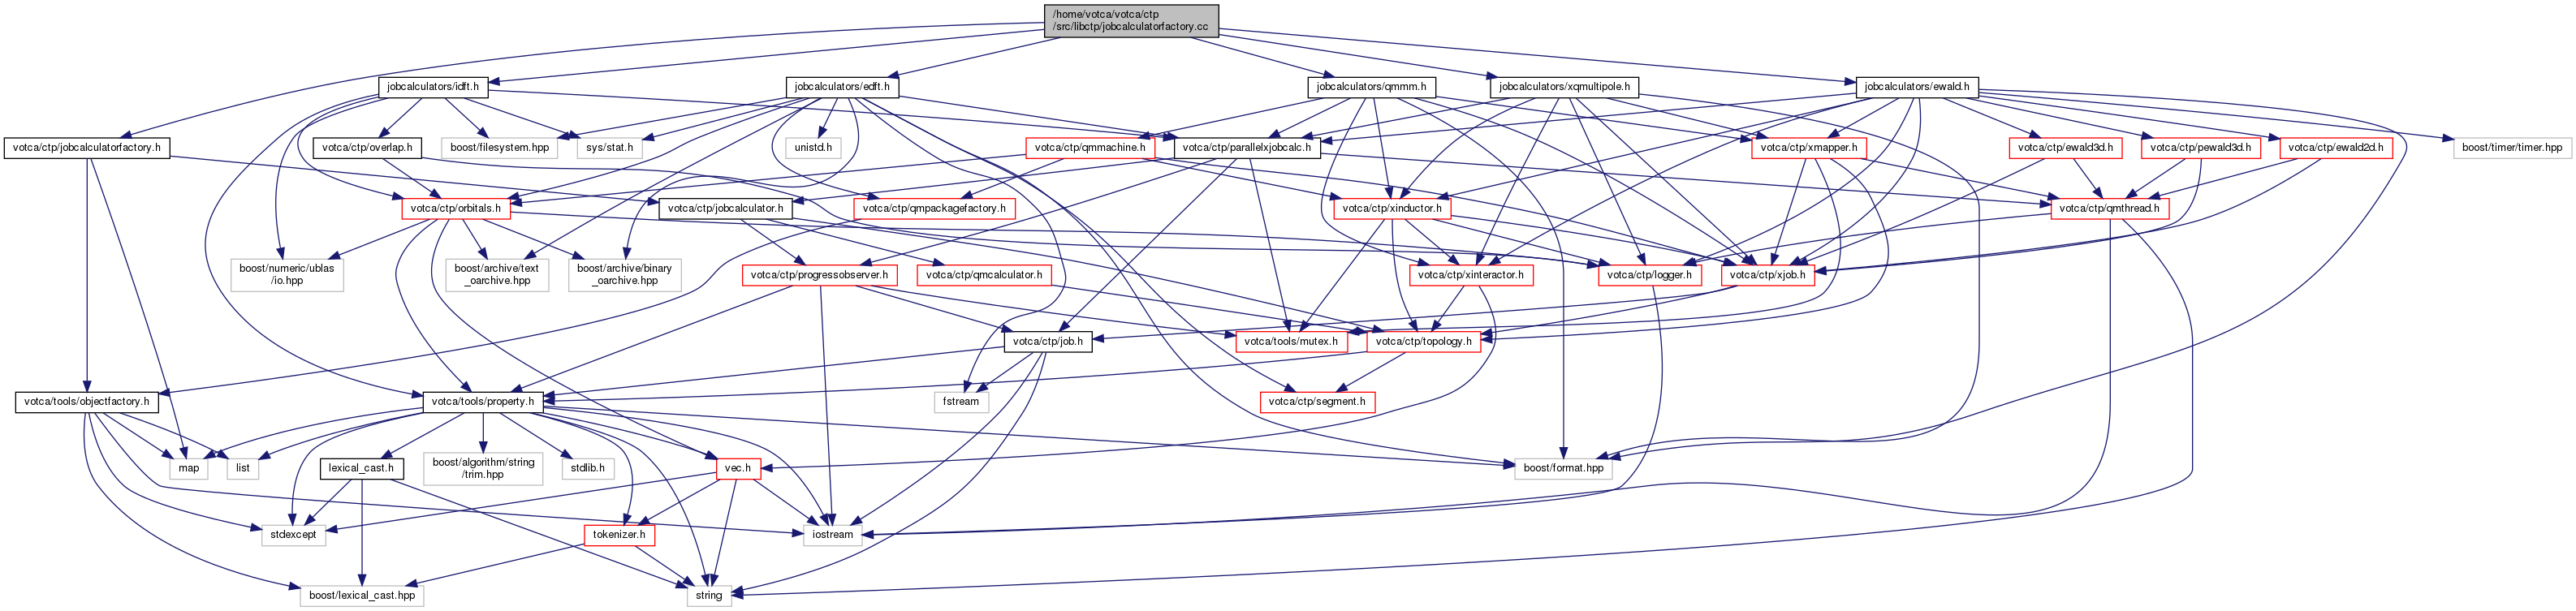 /home/votca/votca/ctp
/src/libctp/jobcalculatorfactory.cc
jobcalculators/idft.h
jobcalculators/edft.h
jobcalculators/qmmm.h
jobcalculators/xqmultipole.h
jobcalculators/ewald.h
votca/ctp/jobcalculatorfactory.h
votca/ctp/overlap.h
boost/filesystem.hpp
sys/stat.h
unistd.h
votca/ctp/qmmachine.h
votca/ctp/parallelxjobcalc.h
votca/ctp/xmapper.h
votca/ctp/ewald3d.h
votca/ctp/pewald3d.h
votca/ctp/ewald2d.h
boost/timer/timer.hpp
votca/ctp/orbitals.h
votca/ctp/jobcalculator.h
votca/ctp/qmpackagefactory.h
votca/ctp/xinductor.h
votca/ctp/qmthread.h
boost/numeric/ublas
/io.hpp
boost/archive/text
_oarchive.hpp
boost/archive/binary
_oarchive.hpp
votca/ctp/progressobserver.h
votca/ctp/qmcalculator.h
votca/ctp/xinteractor.h
votca/ctp/logger.h
votca/ctp/xjob.h
votca/ctp/job.h
votca/tools/mutex.h
votca/ctp/topology.h
votca/tools/objectfactory.h
votca/tools/property.h
fstream
votca/ctp/segment.h
map
list
lexical_cast.h
boost/algorithm/string
/trim.hpp
stdlib.h
vec.h
boost/format.hpp
stdexcept
tokenizer.h
iostream
boost/lexical_cast.hpp
string